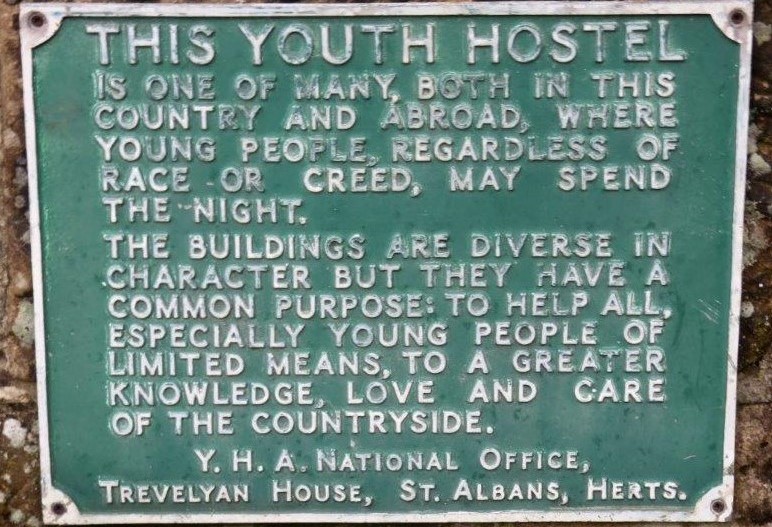 THIS YOUTH HOSTEL
IS ONE OF MANY, BOTH IN THIS
COUNTRY AND ABROAD, WHERE
YOUNG PEOPLE, REGARDLESS OF
RACE OR CREED, MAY SPEND
THE NIGHT.
THE BUILDINGS ARE DIVERSE IN
CHARACTER BUT THEY HAVE A
COMMON PURPOSE: TO HELP ALL,
ESPECIALLY YOUNG PEOPLE OF
LIMITED MEANS, TO A GREATER
KNOWLEDGE, LOVE AND CARE
OF THE COUNTRYSIDE.
Y. H. A. NATIONAL OFFICE,
TREVELYAN HOUSE, ST. ALBANS, HERTS.